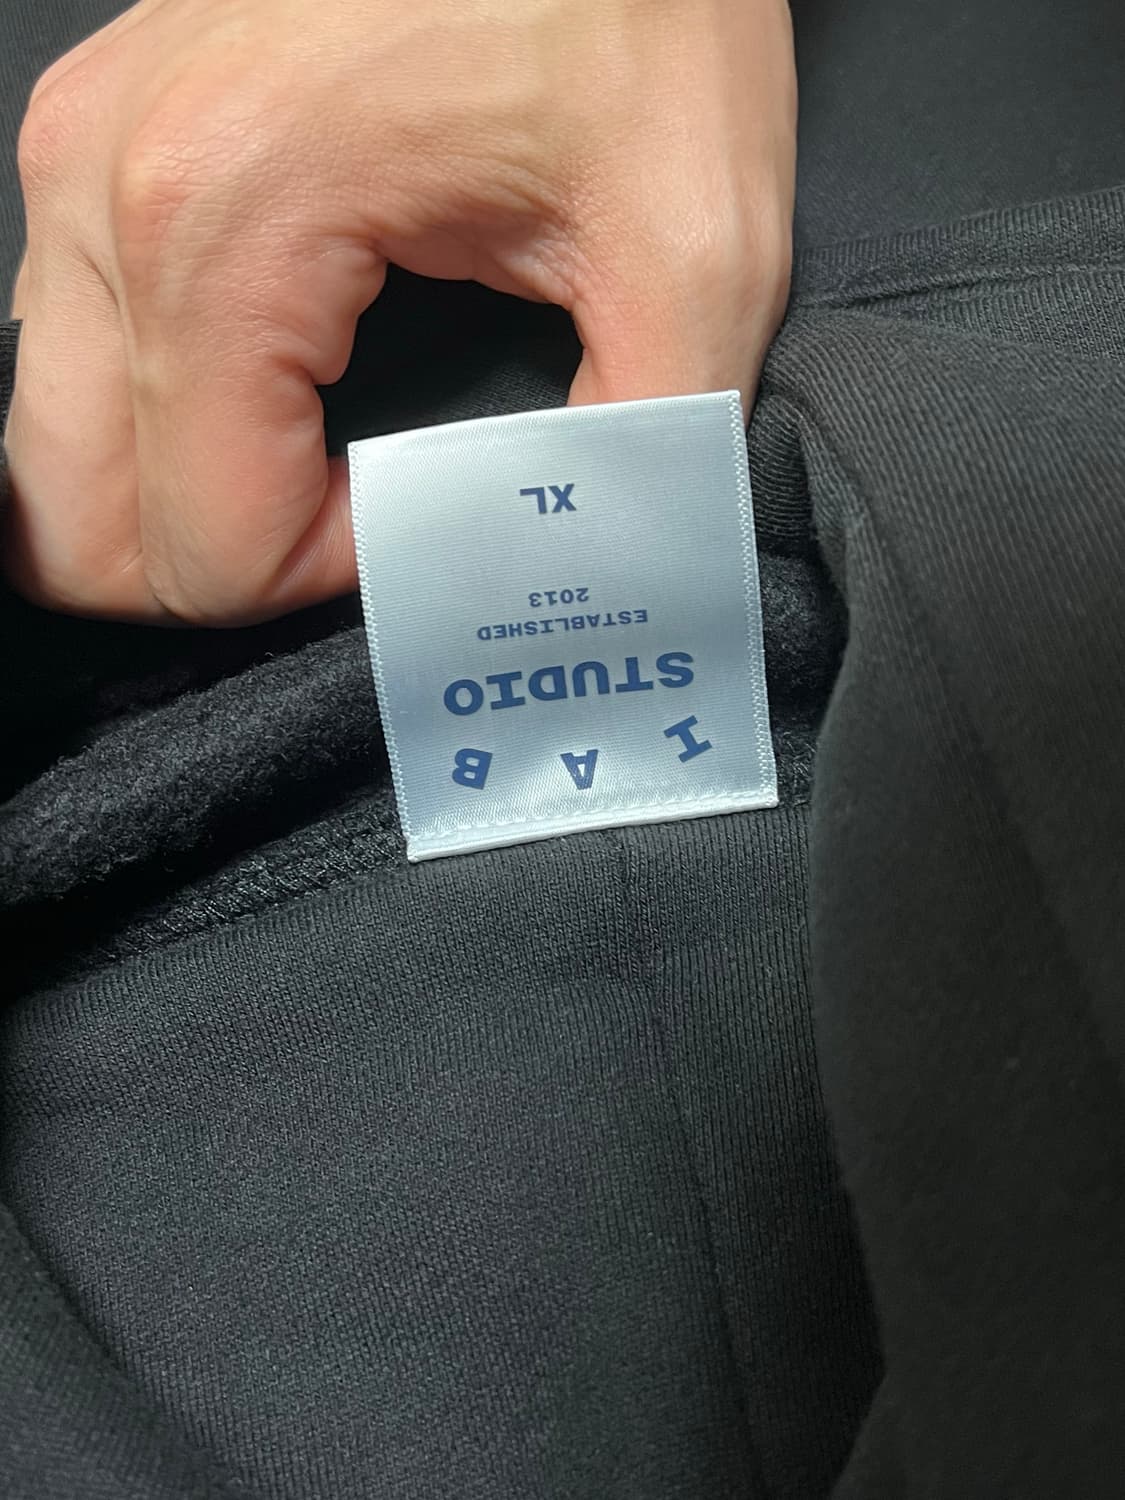 I A B
STUDIO
ESTABLISHED
2013
XL